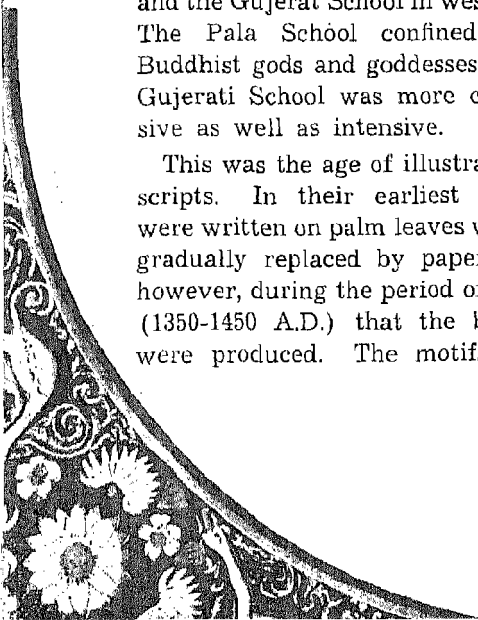 and the Gujerat School in wes
The Pala School confined
Buddhist gods and goddesses
Gujerati School was more c
sive as well as intensive.
This was the age of illustra
scripts. In their earliest
were written on palm leaves w
gradually replaced by pape
however, during the period o
(1350-1450 A.D.) that the b
were produced. The motif